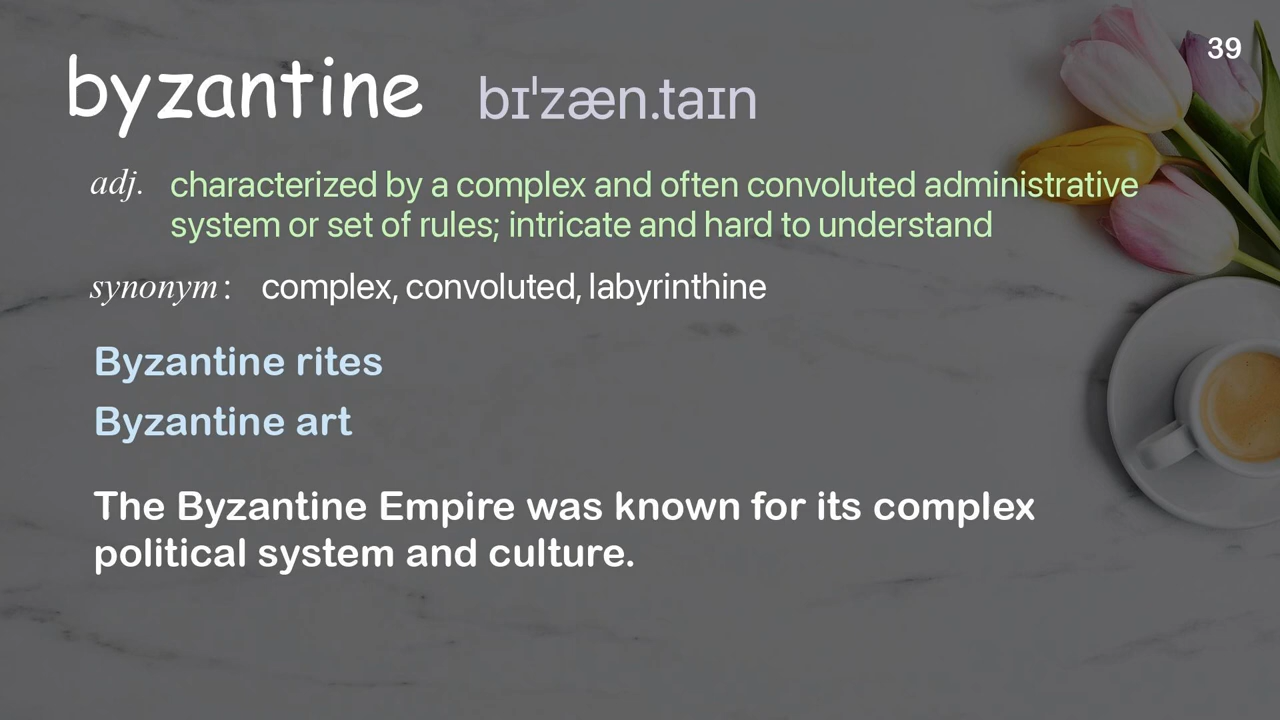 39
byzantine bɪˈzæn.taɪn
adj. characterized by a complex and often convoluted administrative
system or set of rules; intricate and hard to understand
synonym: complex, convoluted, labyrinthine
Byzantine rites
Byzantine art
The Byzantine Empire was known for its complex
political system and culture.